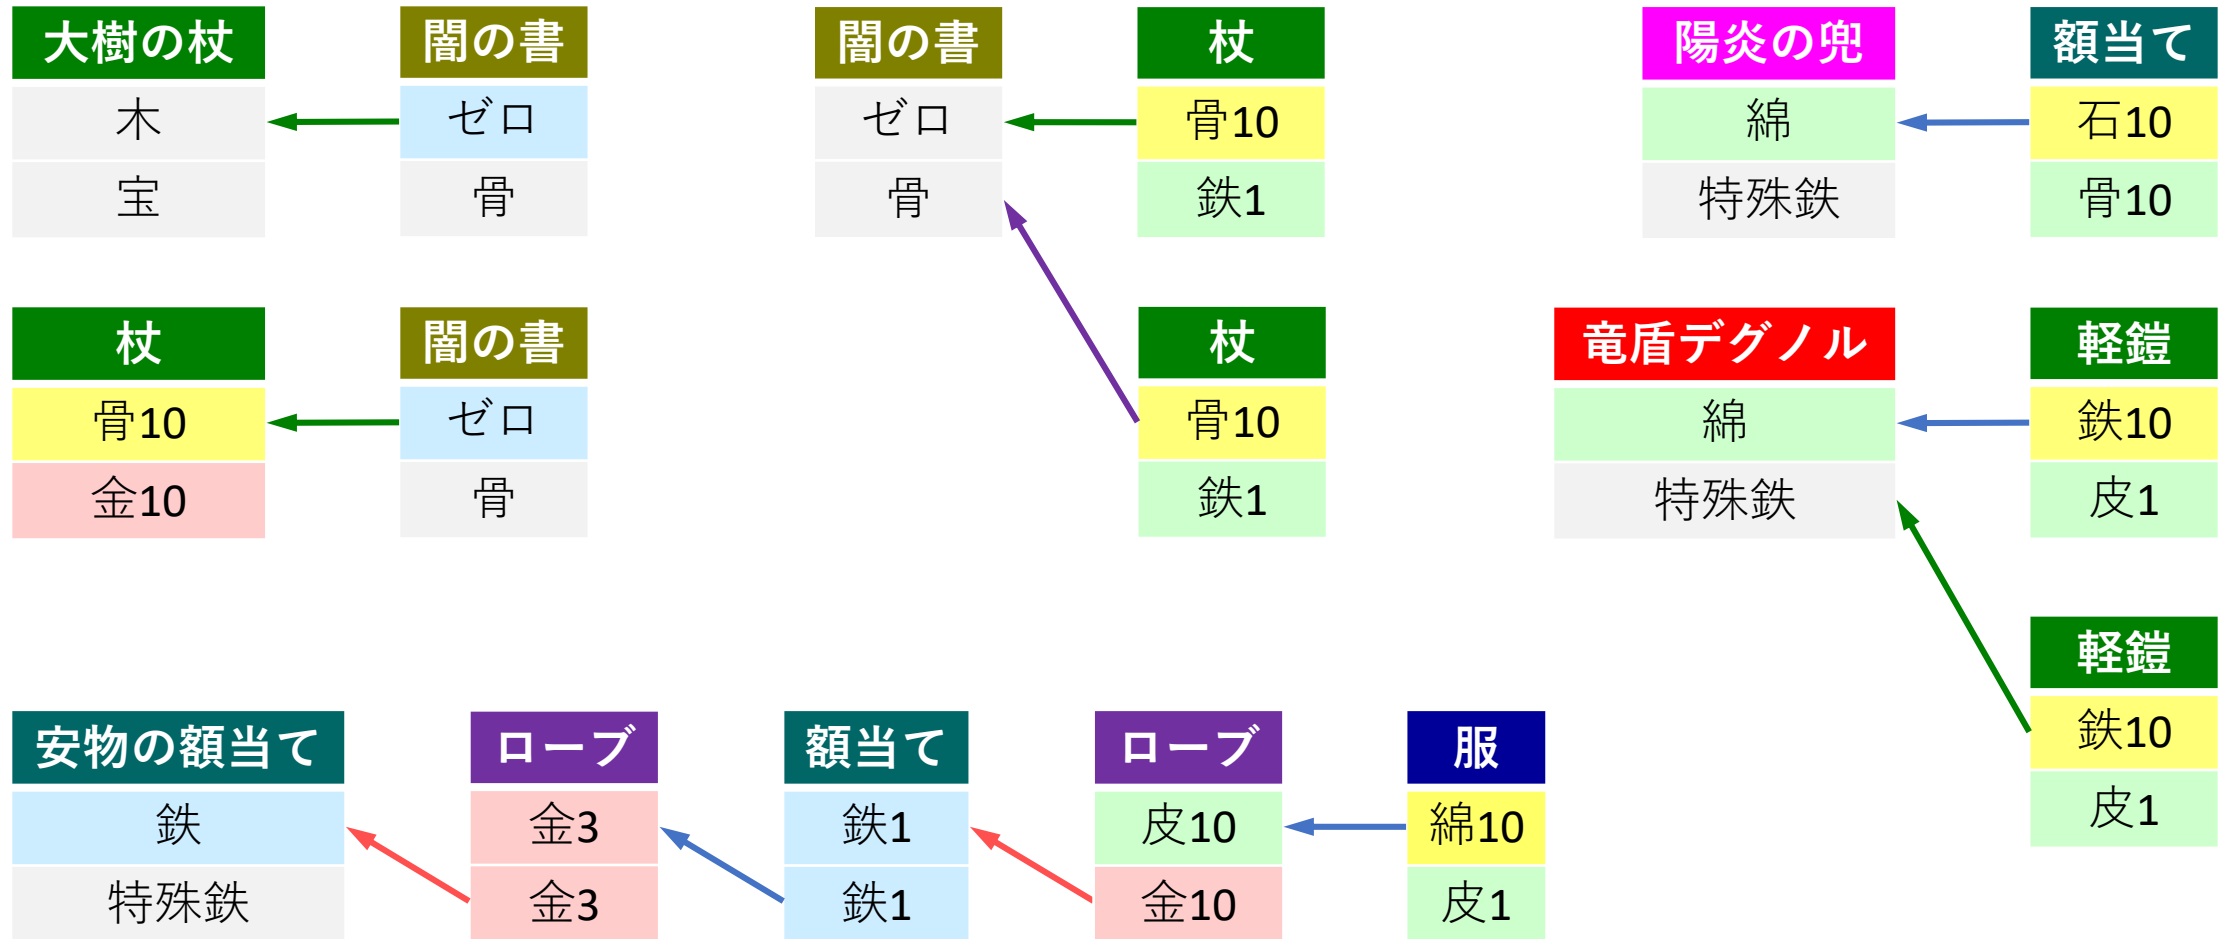 大樹の杖
木
宝
闇の書
ゼロ
骨
闇の書
ゼロ
骨
杖
骨10
鉄1
陽炎の兜
綿
特殊鉄
額当て
石10
骨10
杖
骨10
金10
闇の書
ゼロ
骨
杖
骨10
鉄1
竜盾デグノル
綿
特殊鉄
軽鎧
鉄10
皮1
軽鎧
鉄10
皮1
安物の額当て
鉄
特殊鉄
ローブ
金3
金3
額当て
鉄1
鉄1
ローブ
皮10
金10
服
綿10
皮1